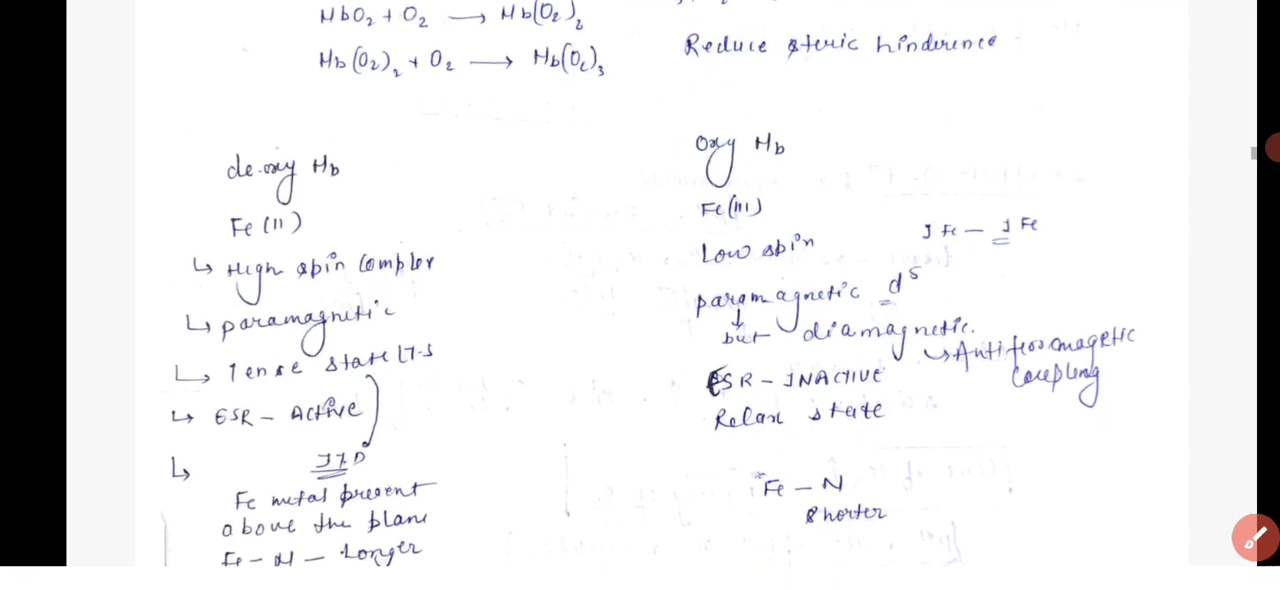 HbO₂ + O₂ → Hb(O₂)₂
Hb(O₂)₂ + O₂ → Hb(O₂)₃
Reduce steric hinderence
de-oxy Hb
Fe (II)
↳ High spin complex
↳ paramagnetic
↳ Tense state (T-S
↳ ESR - Active
↳
Fe metal present
above the plane
Fe - N - Longer
Oxy Hb
Fe(III)
Low spin
paramagnetic d⁵
↓
but diamagnetic.
↳ Antiferromagetic
Coupling
ESR - INACTIVE
Relax state
Fe - N
shorter